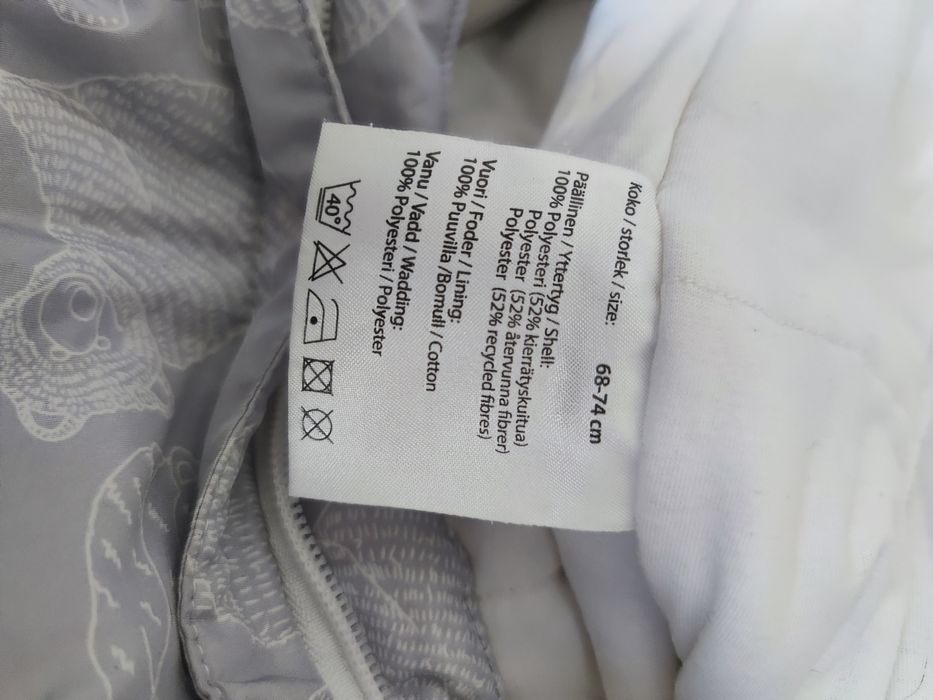 Koko / storlek / size:
68-74 cm
Päällinen / Yttertyg / Shell:
100% Polyesteri (52% kierrätyskuitua)
Polyester (52% återvunna fibrer)
Polyester (52% recycled fibres)
Vuori / Foder / Lining:
100% Puuvilla /Bomull / Cotton
Vanu / Vadd / Wadding:
100% Polyesteri / Polyester
40°